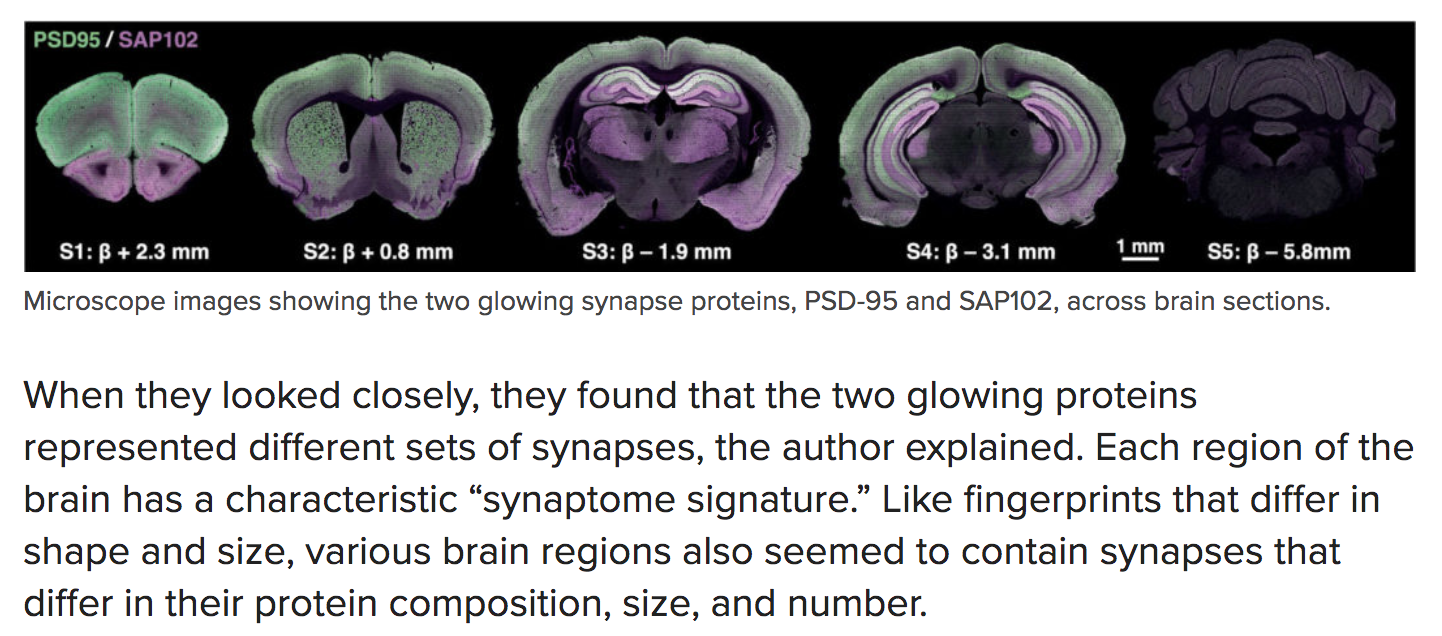 PSD95 / SAP102
S1: β + 2.3 mm
S2: β + 0.8 mm
S3: β – 1.9 mm
S4: β – 3.1 mm
1 mm
S5: β – 5.8mm
Microscope images showing the two glowing synapse proteins, PSD-95 and SAP102, across brain sections.
When they looked closely, they found that the two glowing proteins
represented different sets of synapses, the author explained. Each region of the
brain has a characteristic “synaptome signature.” Like fingerprints that differ in
shape and size, various brain regions also seemed to contain synapses that
differ in their protein composition, size, and number.